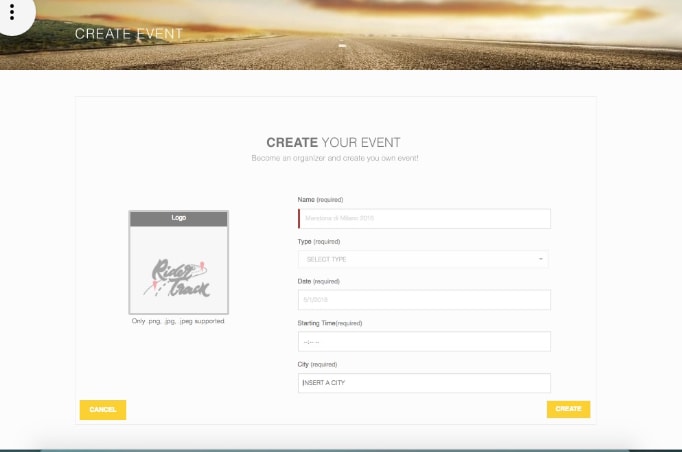 CREATE EVENT
CREATE YOUR EVENT
Become an organizer and create you own event!
Logo
Rider
Track
Only .png, .jpg, .jpeg supported
Name (required)
Maratona di Milano 2018
Type (required)
SELECT TYPE
Date (required)
5/1/2018
Starting Time(required)
--:-- --
City (required)
INSERT A CITY
CANCEL
CREATE